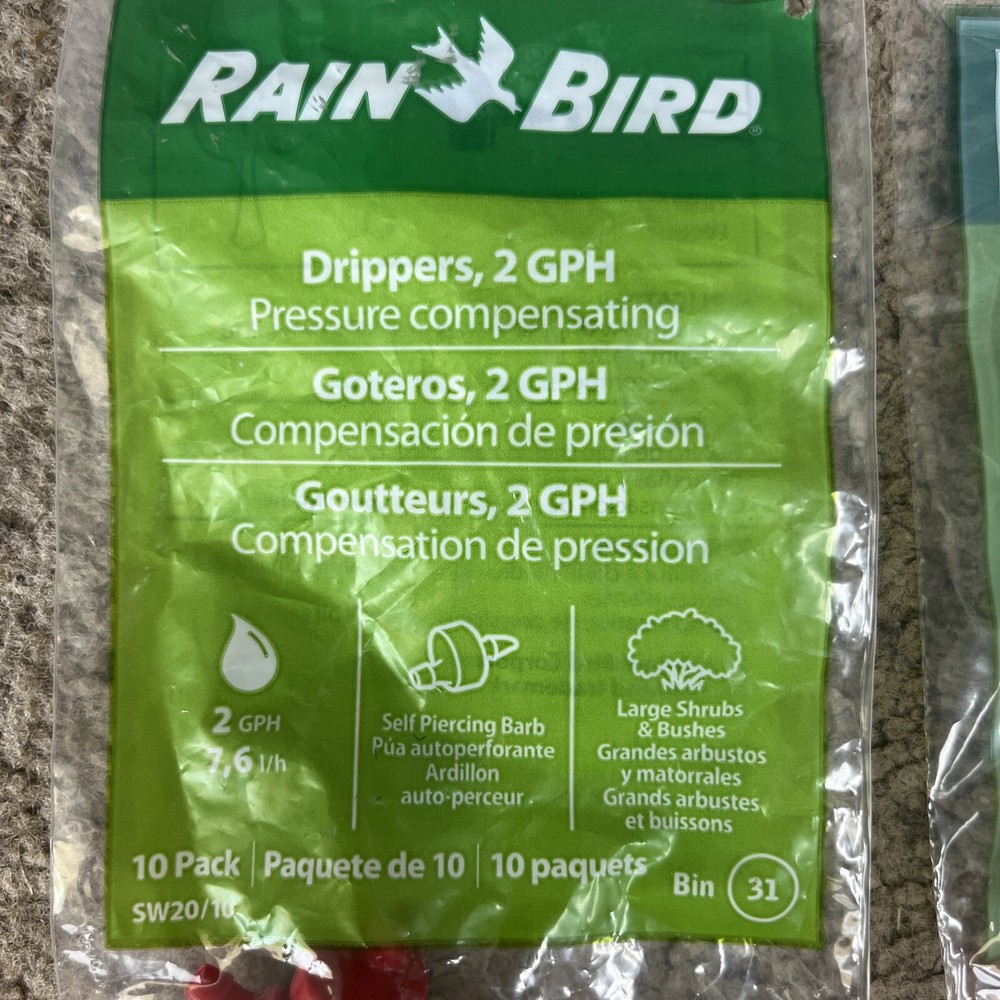 RAIN BIRD®
Drippers, 2 GPH
Pressure compensating
Goteros, 2 GPH
Compensación de presión
Goutteurs, 2 GPH
Compensation de pression
2 GPH
7,6 l/h
Self Piercing Barb
Púa autoperforante
Ardillon
auto-perceur
Large Shrubs
& Bushes
Grandes arbustos
y matorrales
Grands arbustes
et buissons
10 Pack | Paquete de 10 | 10 paquets
Bin 31
SW20/10